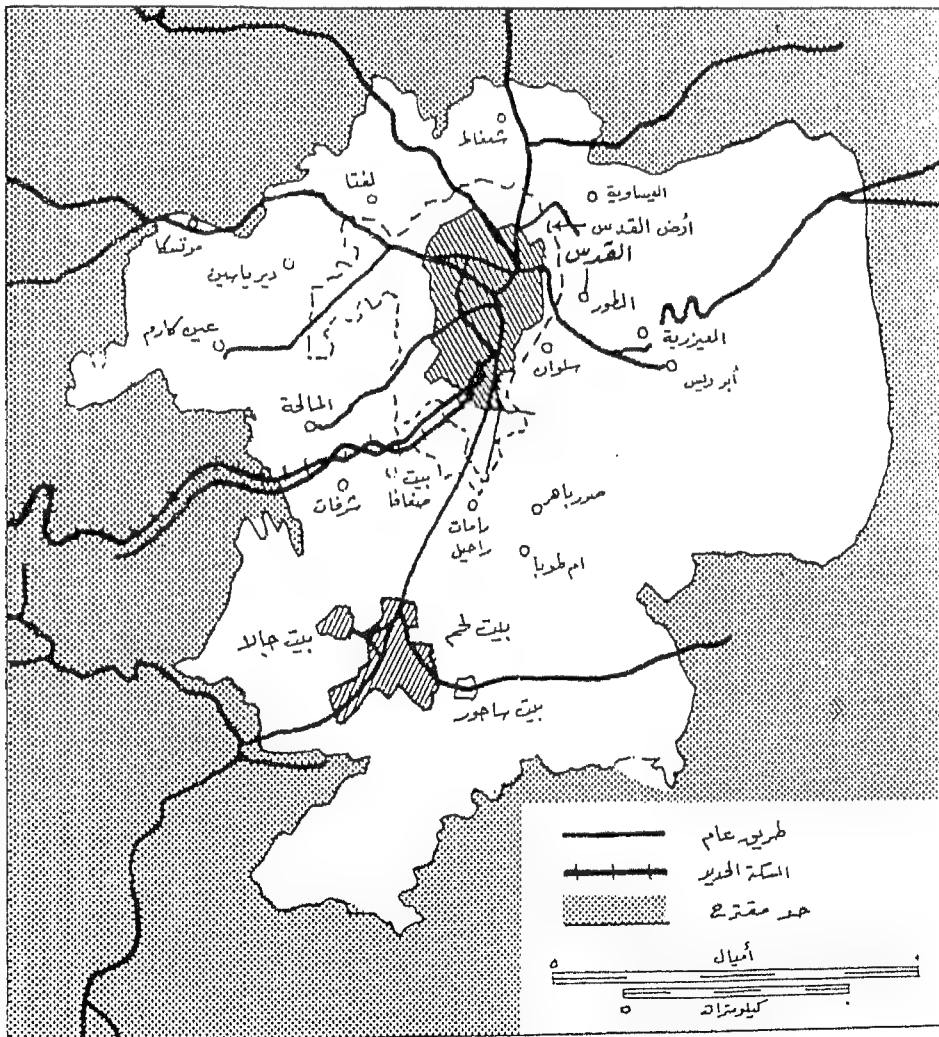 شعفاط
لفتا
العيساوية
أرض القدس
القدس
موتسكا
دير ياسين
الطور
عين كارم
العيزرية
سلوان
أبو ديس
المالحة
شرفات
بيت
صفافا
رامات
راحيل
صور باهر
ام طوبا
بيت جالا
بيت لحم
بيت ساحور
طريق عام
السكة الحديد
حد مقترح
أميال
كيلومترات